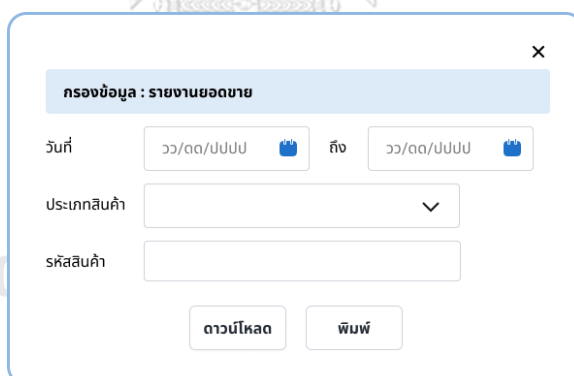 กรองข้อมูล : รายงานยอดขาย
วันที่ วว/ดด/ปปปป ถึง วว/ดด/ปปปป
ประเภทสินค้า
รหัสสินค้า
ดาวน์โหลด พิมพ์